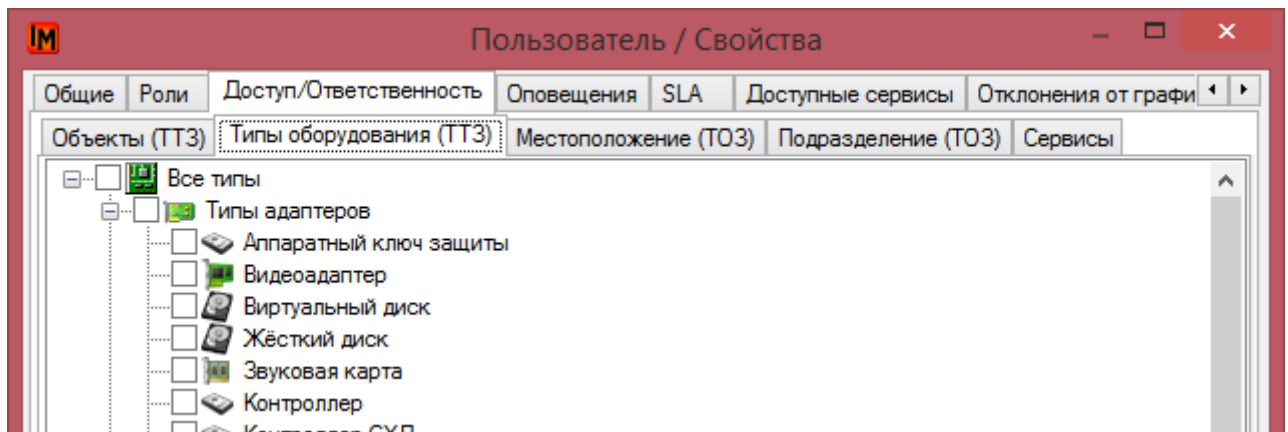 IM Пользователь / Свойства
Общие Роли Доступ/Ответственность Оповещения SLA Доступные сервисы Отклонения от графи
Объекты (ТТЗ) Типы оборудования (ТТЗ) Местоположение (ТОЗ) Подразделение (ТОЗ) Сервисы
Все типы
Типы адаптеров
Аппаратный ключ защиты
Видеоадаптер
Виртуальный диск
Жёсткий диск
Звуковая карта
Контроллер
Контроллер СХД